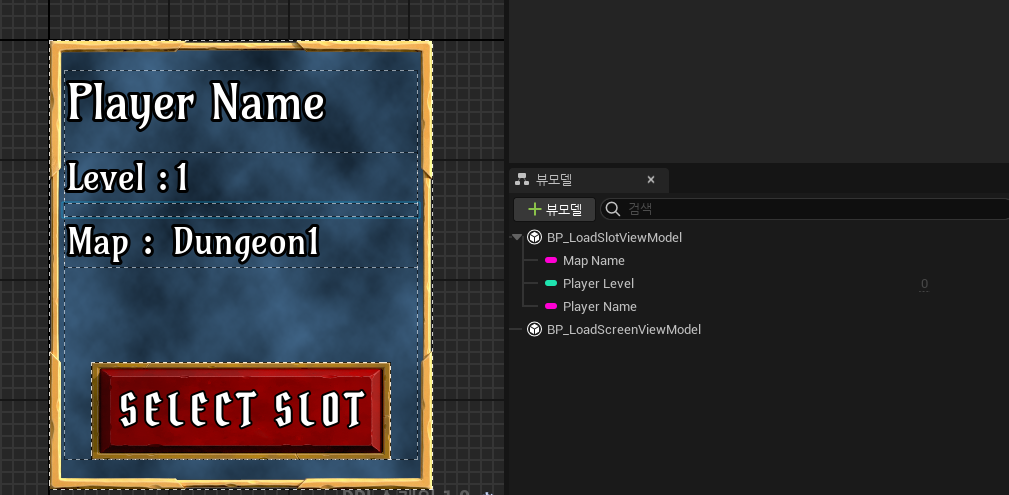 Player Name
Level : 1
Map : Dungeon1
SELECT SLOT
뷰모델
뷰모델
검색
BP_LoadSlotViewModel
Map Name
Player Level 0
Player Name
BP_LoadScreenViewModel